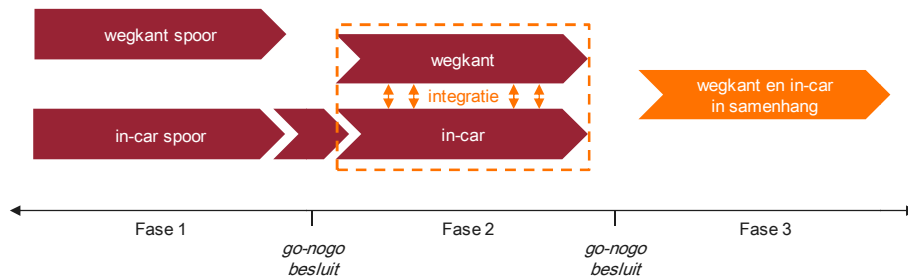 wegkant spoor
wegkant
integratie
wegkant en in-car
in samenhang
in-car spoor
in-car
Fase 1
Fase 2
Fase 3
go-nogo
besluit
go-nogo
besluit